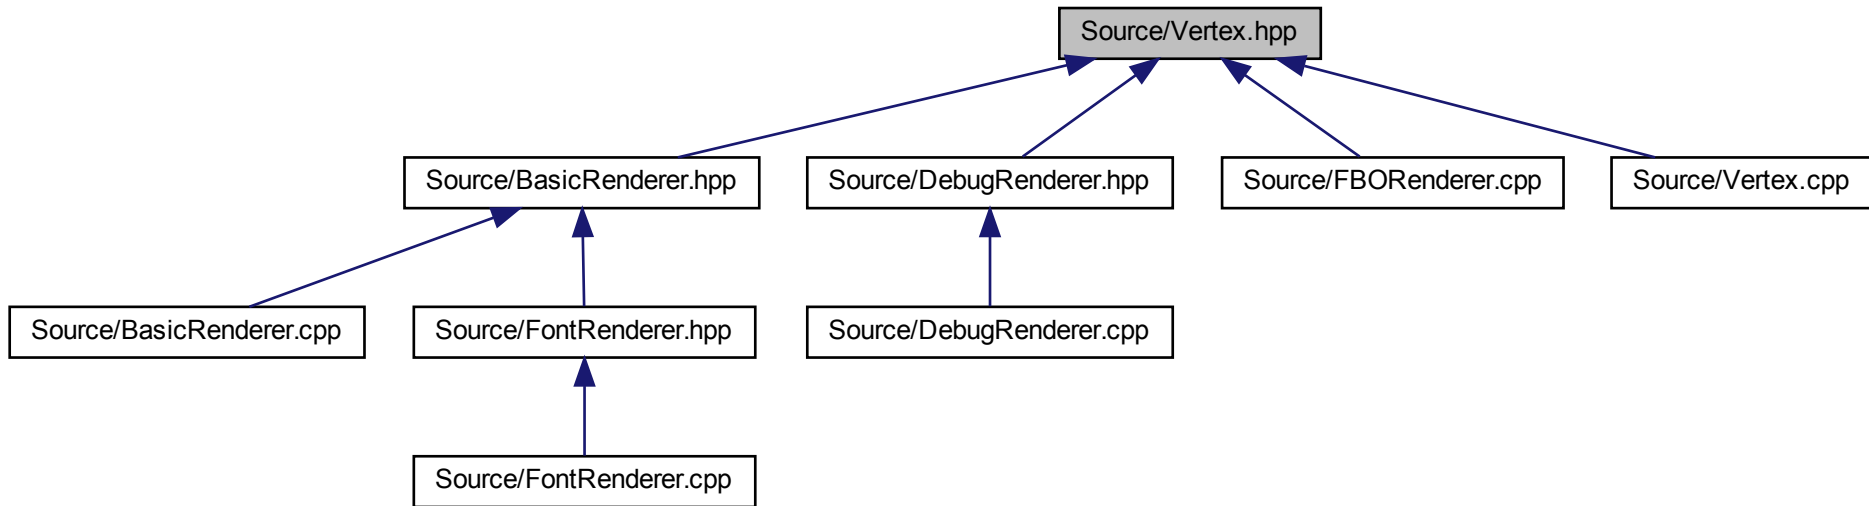 Source/Vertex.hpp
Source/BasicRenderer.hpp
Source/DebugRenderer.hpp
Source/FBORenderer.cpp
Source/Vertex.cpp
Source/BasicRenderer.cpp
Source/FontRenderer.hpp
Source/DebugRenderer.cpp
Source/FontRenderer.cpp